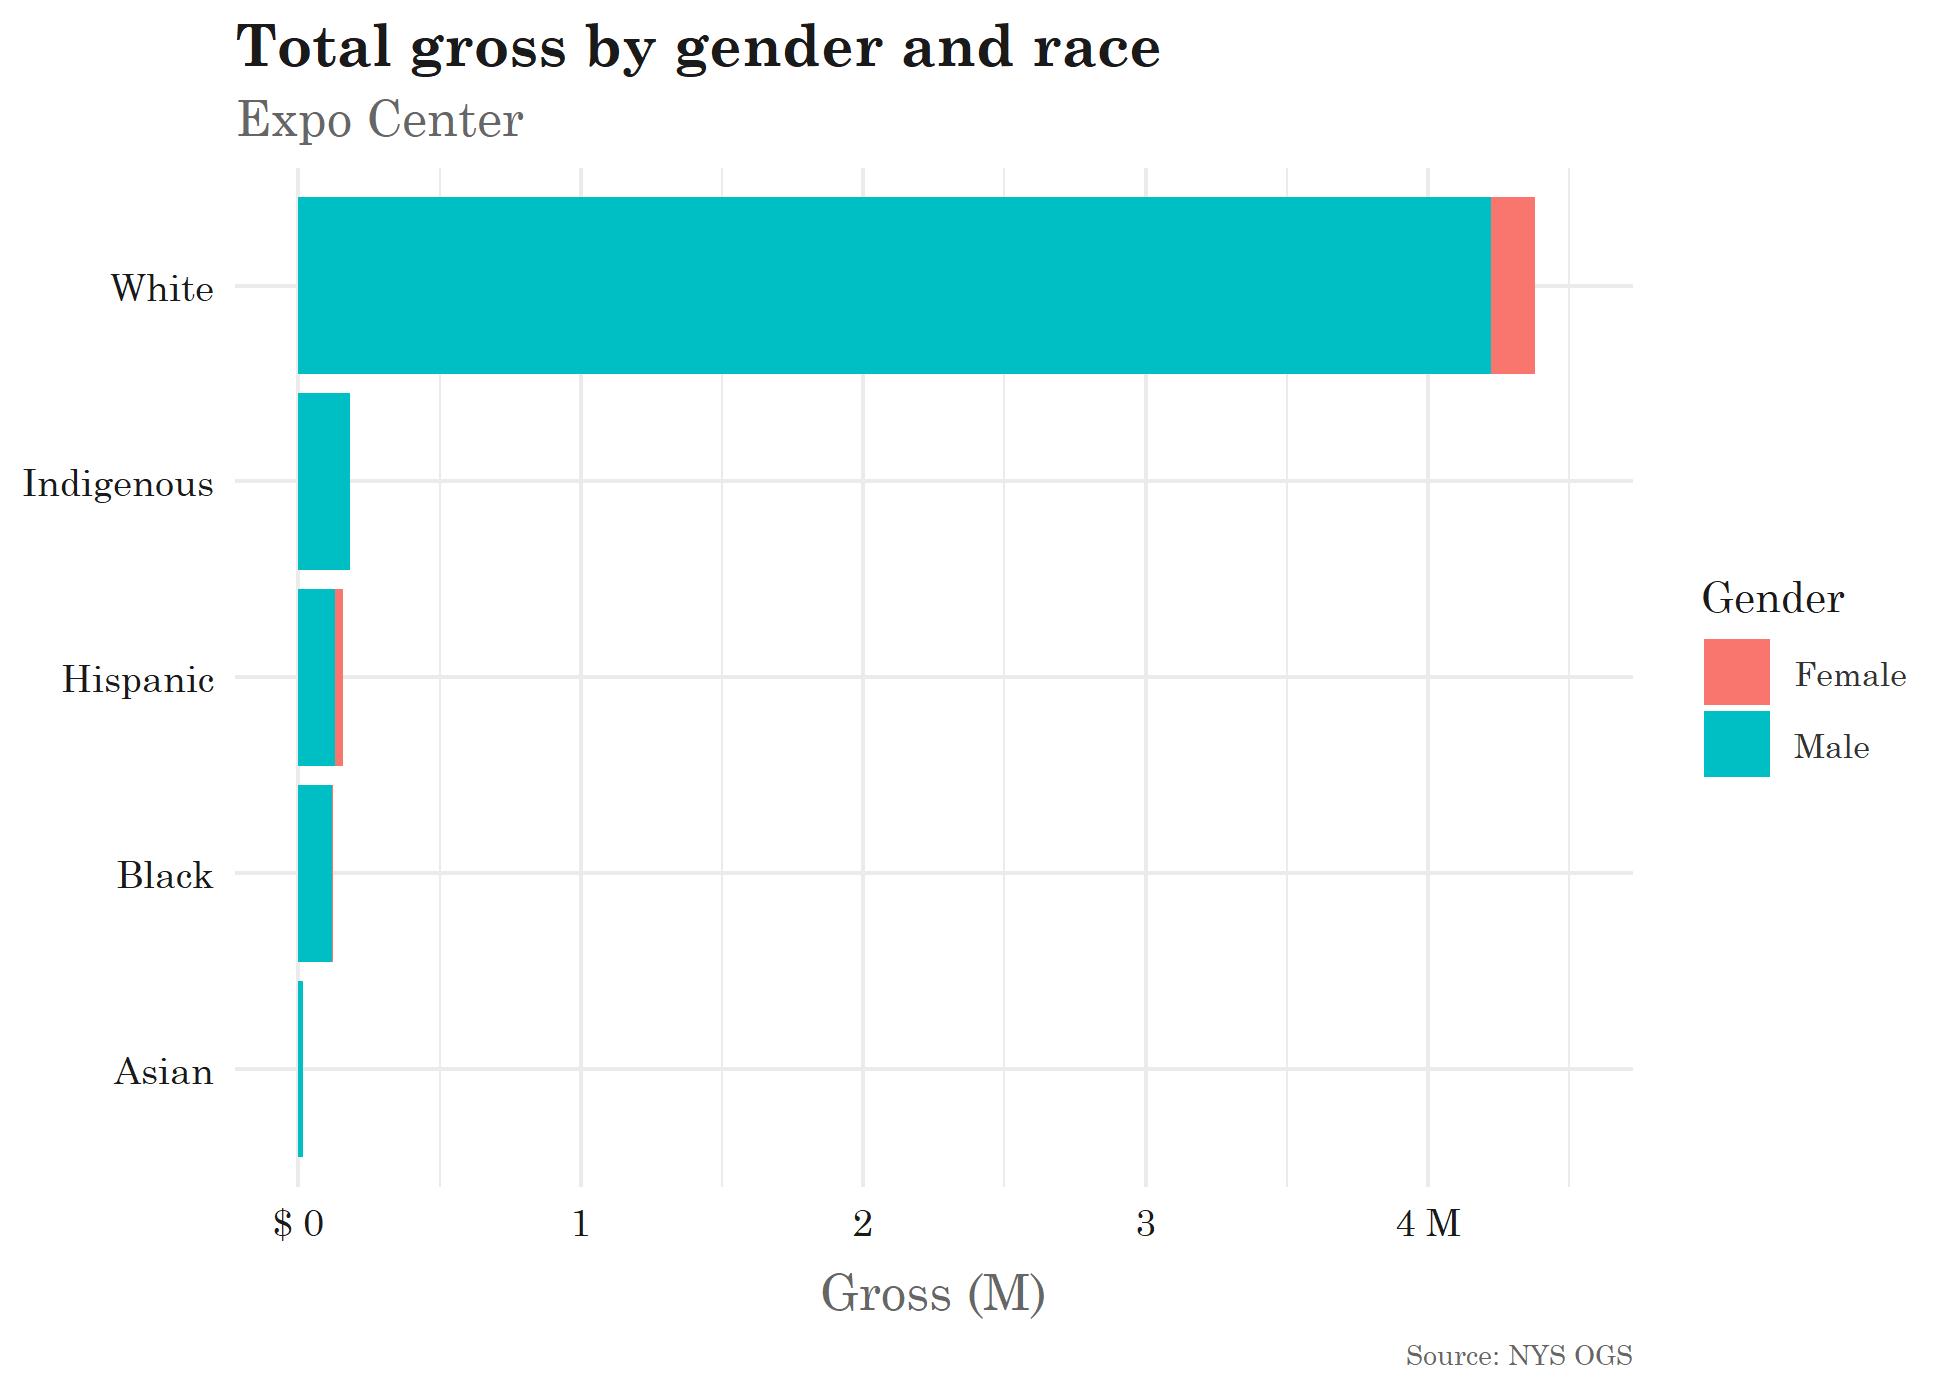 Total gross by gender and race
Expo Center
White
Indigenous
Hispanic
Black
Asian
$ 0 1 2 3 4 M
Gross (M)
Gender
Female
Male
Source: NYS OGS